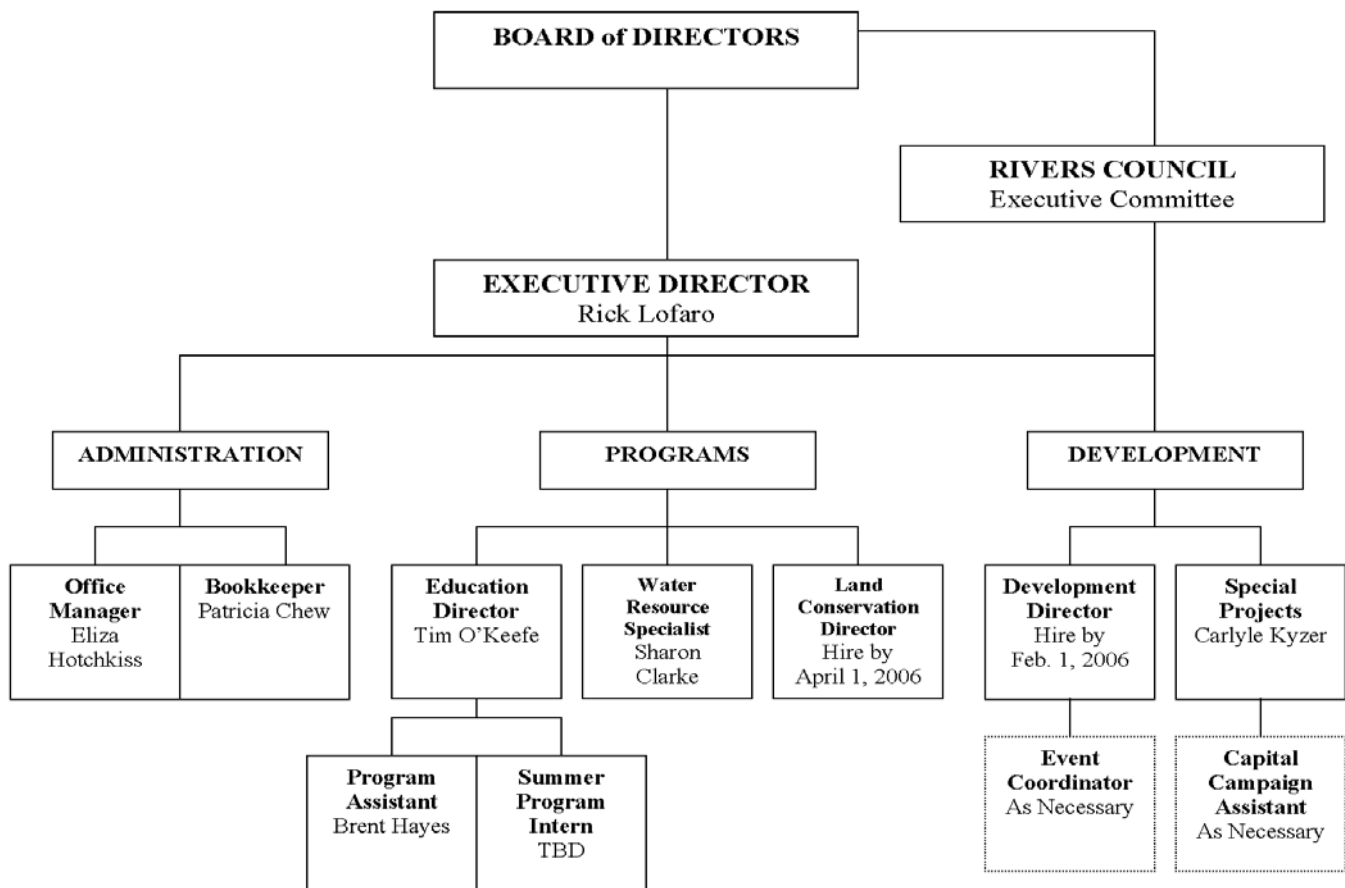 BOARD of DIRECTORS
RIVERS COUNCIL
Executive Committee
EXECUTIVE DIRECTOR
Rick Lofaro
ADMINISTRATION
PROGRAMS
DEVELOPMENT
Office
Manager
Eliza
Hotchkiss
Bookkeeper
Patricia Chew
Education
Director
Tim O'Keefe
Water
Resource
Specialist
Sharon
Clarke
Land
Conservation
Director
Hire by
April 1, 2006
Development
Director
Hire by
Feb. 1, 2006
Special
Projects
Carlyle Kyzer
Program
Assistant
Brent Hayes
Summer
Program
Intern
TBD
Event
Coordinator
As Necessary
Capital
Campaign
Assistant
As Necessary